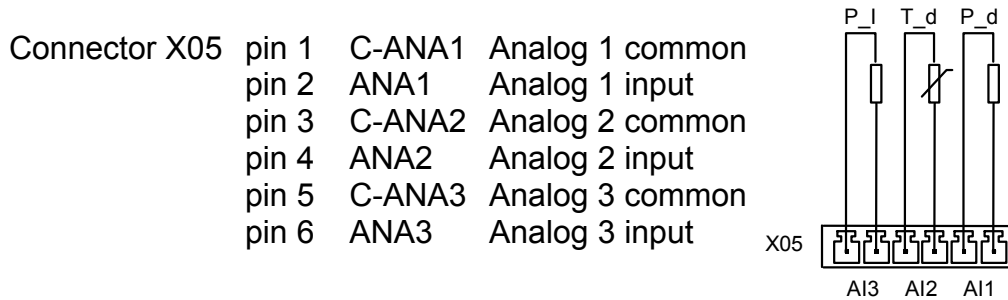 Connector X05 pin 1 C-ANA1 Analog 1 common
pin 2 ANA1 Analog 1 input
pin 3 C-ANA2 Analog 2 common
pin 4 ANA2 Analog 2 input
pin 5 C-ANA3 Analog 3 common
pin 6 ANA3 Analog 3 input
P_I T_d P_d
X05
AI3 AI2 AI1